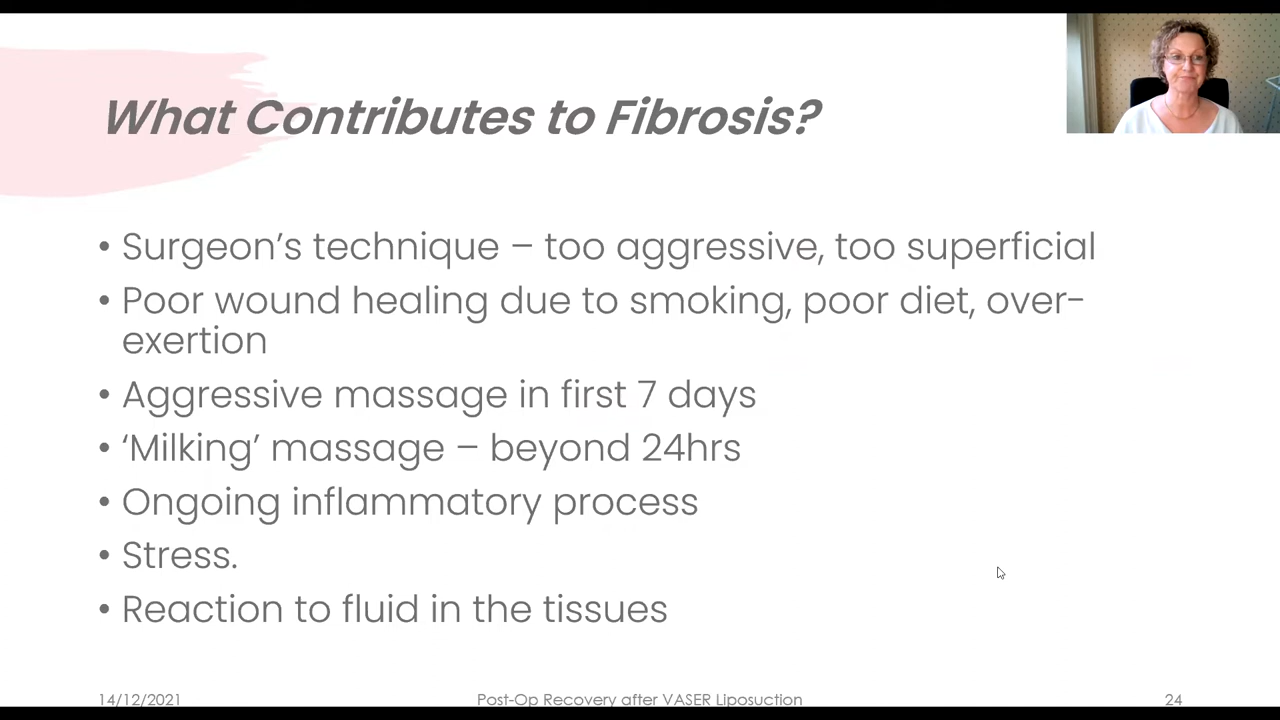 What Contributes to Fibrosis?
• Surgeon’s technique – too aggressive, too superficial
• Poor wound healing due to smoking, poor diet, over-
exertion
• Aggressive massage in first 7 days
• ‘Milking’ massage – beyond 24hrs
• Ongoing inflammatory process
• Stress.
• Reaction to fluid in the tissues
14/12/2021
Post-Op Recovery after VASER Liposuction
24